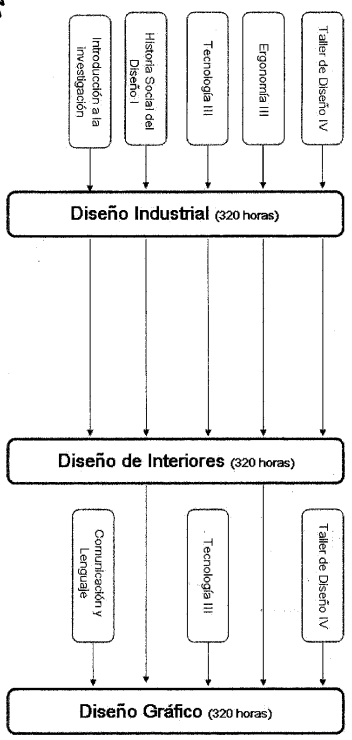 Introducción a la
investigación
Historia Social del
Diseño I
Tecnología III
Ergonomía III
Taller de Diseño IV
Diseño Industrial (320 horas)
Diseño de Interiores (320 horas)
Comunicación y
Lenguaje
Tecnología III
Taller de Diseño IV
Diseño Gráfico (320 horas)